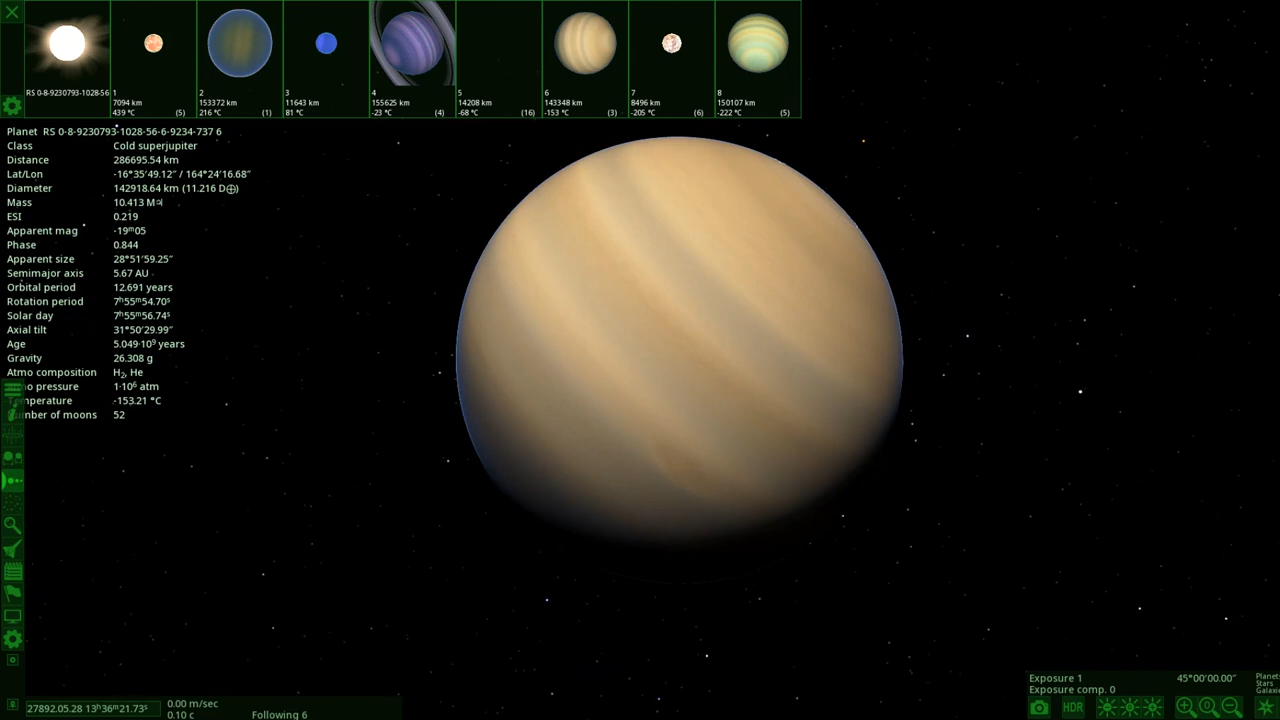 RS 0-8-9230793-1028-56
1
7094 km
439 °C (5)
2
153372 km
216 °C (1)
3
11643 km
81 °C
4
155625 km
-23 °C (4)
5
14208 km
-68 °C (16)
6
143348 km
-153 °C (3)
7
8496 km
-205 °C (6)
8
150107 km
-222 °C (5)
Planet RS 0-8-9230793-1028-56-6-9234-737 6
Class Cold superjupiter
Distance 286695.54 km
Lat/Lon -16°35′49.12″ / 164°24′16.68″
Diameter 142918.64 km (11.216 D⊕)
Mass 10.413 M♃
ESI 0.219
Apparent mag -19ᵐ05
Phase 0.844
Apparent size 28°51′59.25″
Semimajor axis 5.67 AU
Orbital period 12.691 years
Rotation period 7ʰ55ᵐ54.70ˢ
Solar day 7ʰ55ᵐ56.74ˢ
Axial tilt 31°50′29.99″
Age 5.049·10⁹ years
Gravity 26.308 g
Atmo composition H₂, He
pressure 1·10⁶ atm
-153.21 °C
of moons 52
27892.05.28 13ʰ36ᵐ21.73ˢ
0.00 m/sec
0.10 c
Following 6
Exposure 1 45°00′00.00″
Exposure comp. 0
HDR
Planets
Stars